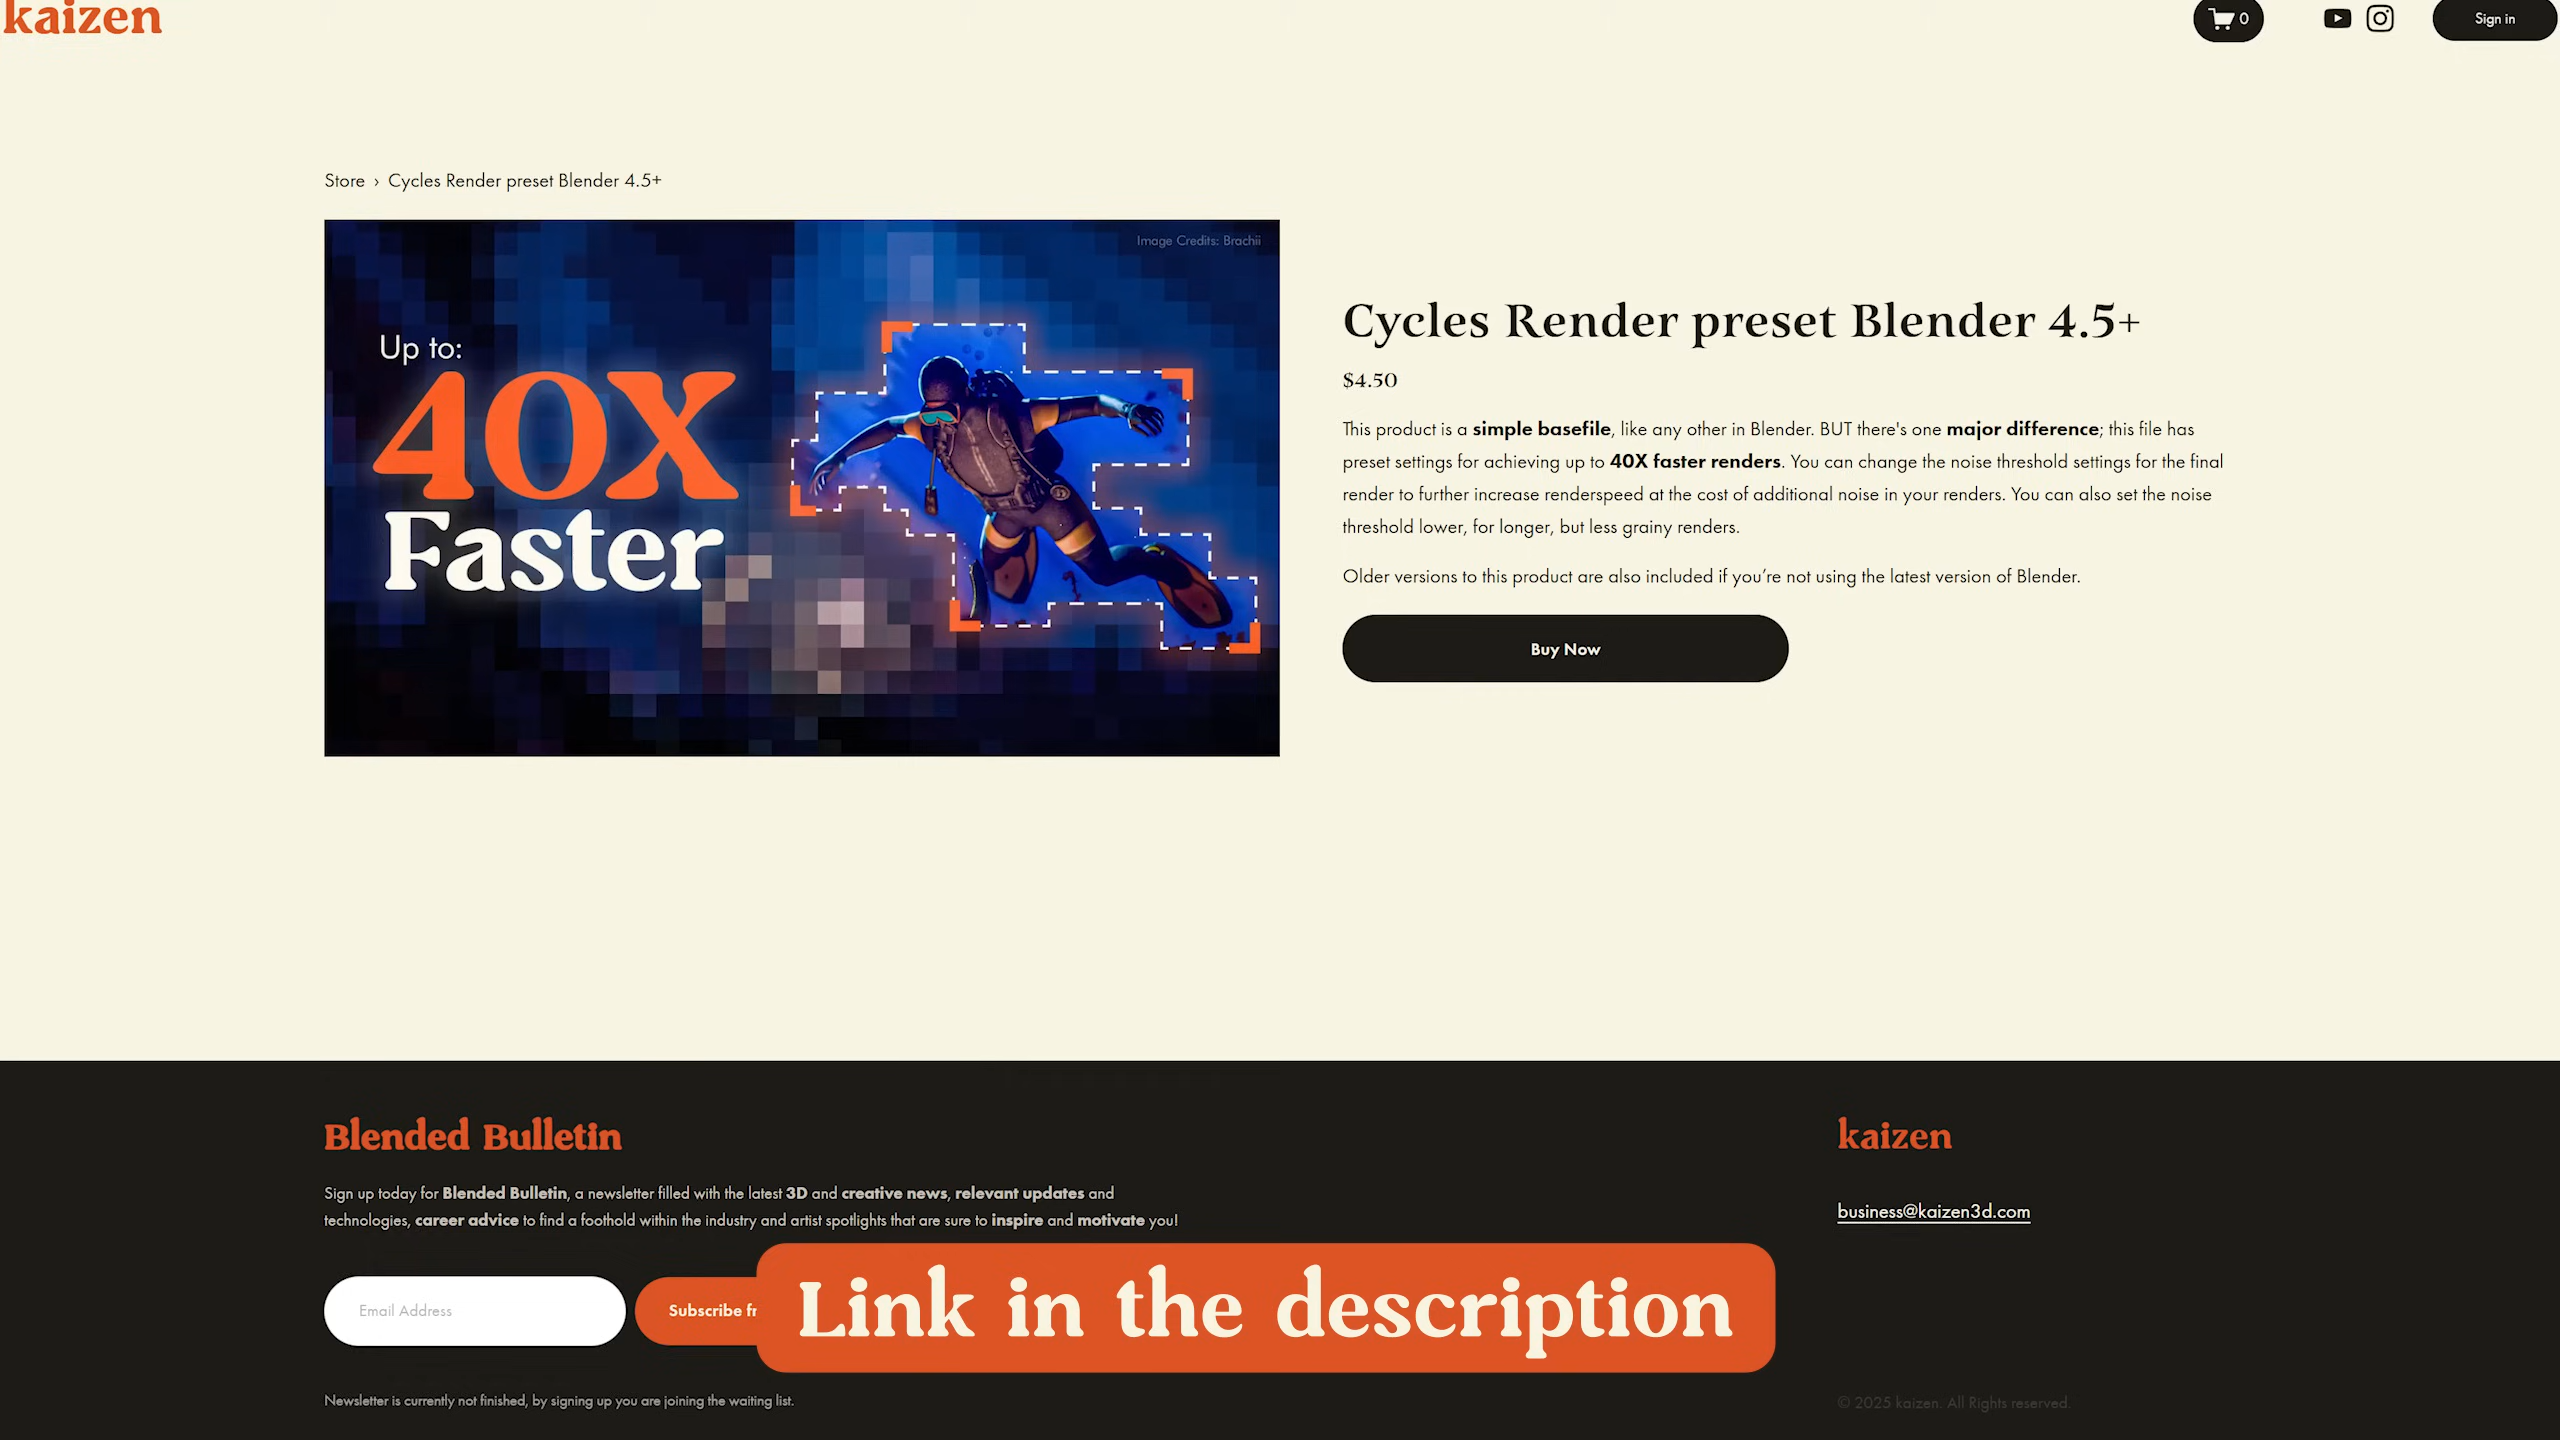 kaizen
0
Sign in
Store › Cycles Render preset Blender 4.5+
Image Credits: Brachii
Up to:
40X
Faster
Cycles Render preset Blender 4.5+
$4.50
This product is a simple basefile, like any other in Blender. BUT there's one major difference; this file has
preset settings for achieving up to 40X faster renders. You can change the noise threshold settings for the final
render to further increase renderspeed at the cost of additional noise in your renders. You can also set the noise
threshold lower, for longer, but less grainy renders.
Older versions to this product are also included if you’re not using the latest version of Blender.
Buy Now
Blended Bulletin
Sign up today for Blended Bulletin, a newsletter filled with the latest 3D and creative news, relevant updates and
technologies, career advice to find a foothold within the industry and artist spotlights that are sure to inspire and motivate you!
Email Address
Subscribe
Link in the description
Newsletter is currently not finished, by signing up you are joining the waiting list.
kaizen
business@kaizen3d.com
© 2025 kaizen. All Rights reserved.